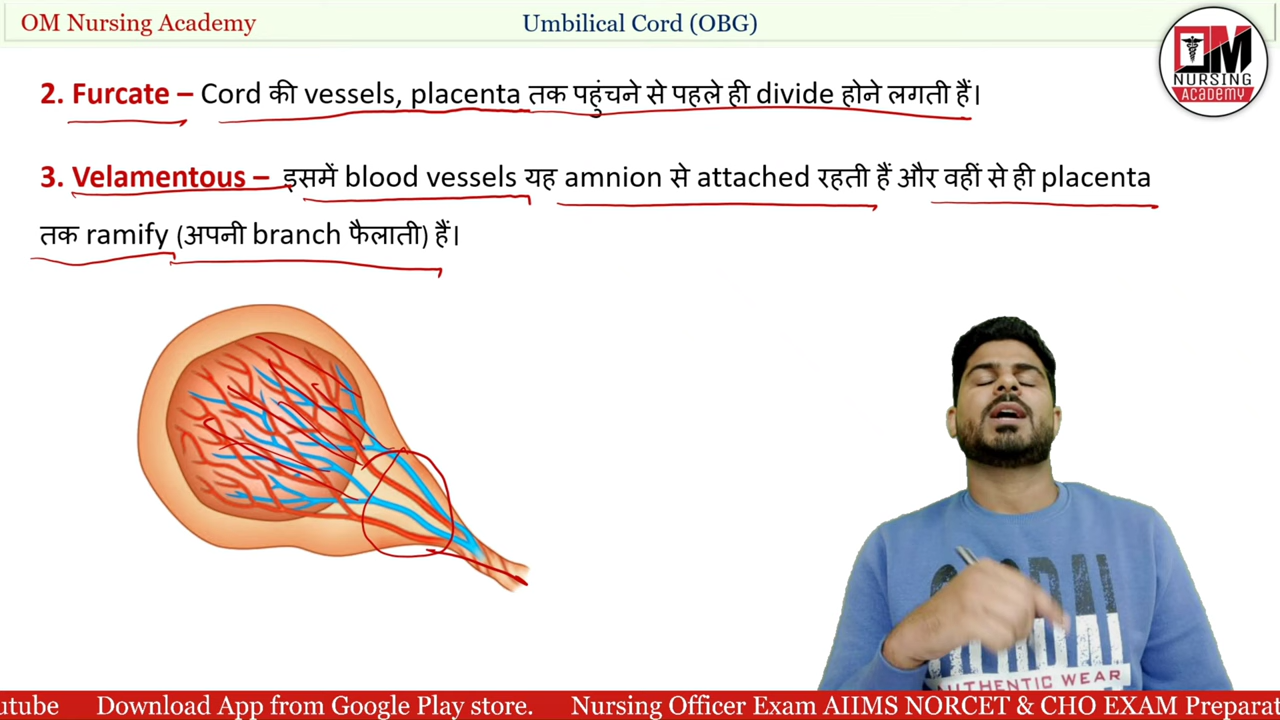 OM Nursing Academy
Umbilical Cord (OBG)
OM
NURSING
ACADEMY
2. Furcate – Cord की vessels, placenta तक पहुंचने से पहले ही divide होने लगती हैं।
3. Velamentous – इसमें blood vessels यह amnion से attached रहती हैं और वहीं से ही placenta
तक ramify (अपनी branch फैलाती) हैं।
AUTHENTIC WEAR
utube Download App from Google Play store. Nursing Officer Exam AIIMS NORCET & CHO EXAM Preparat